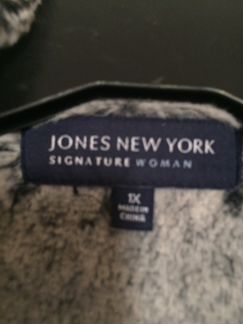 JONES NEW YORK
SIGNATURE WOMAN
1X
MADE IN
CHINA